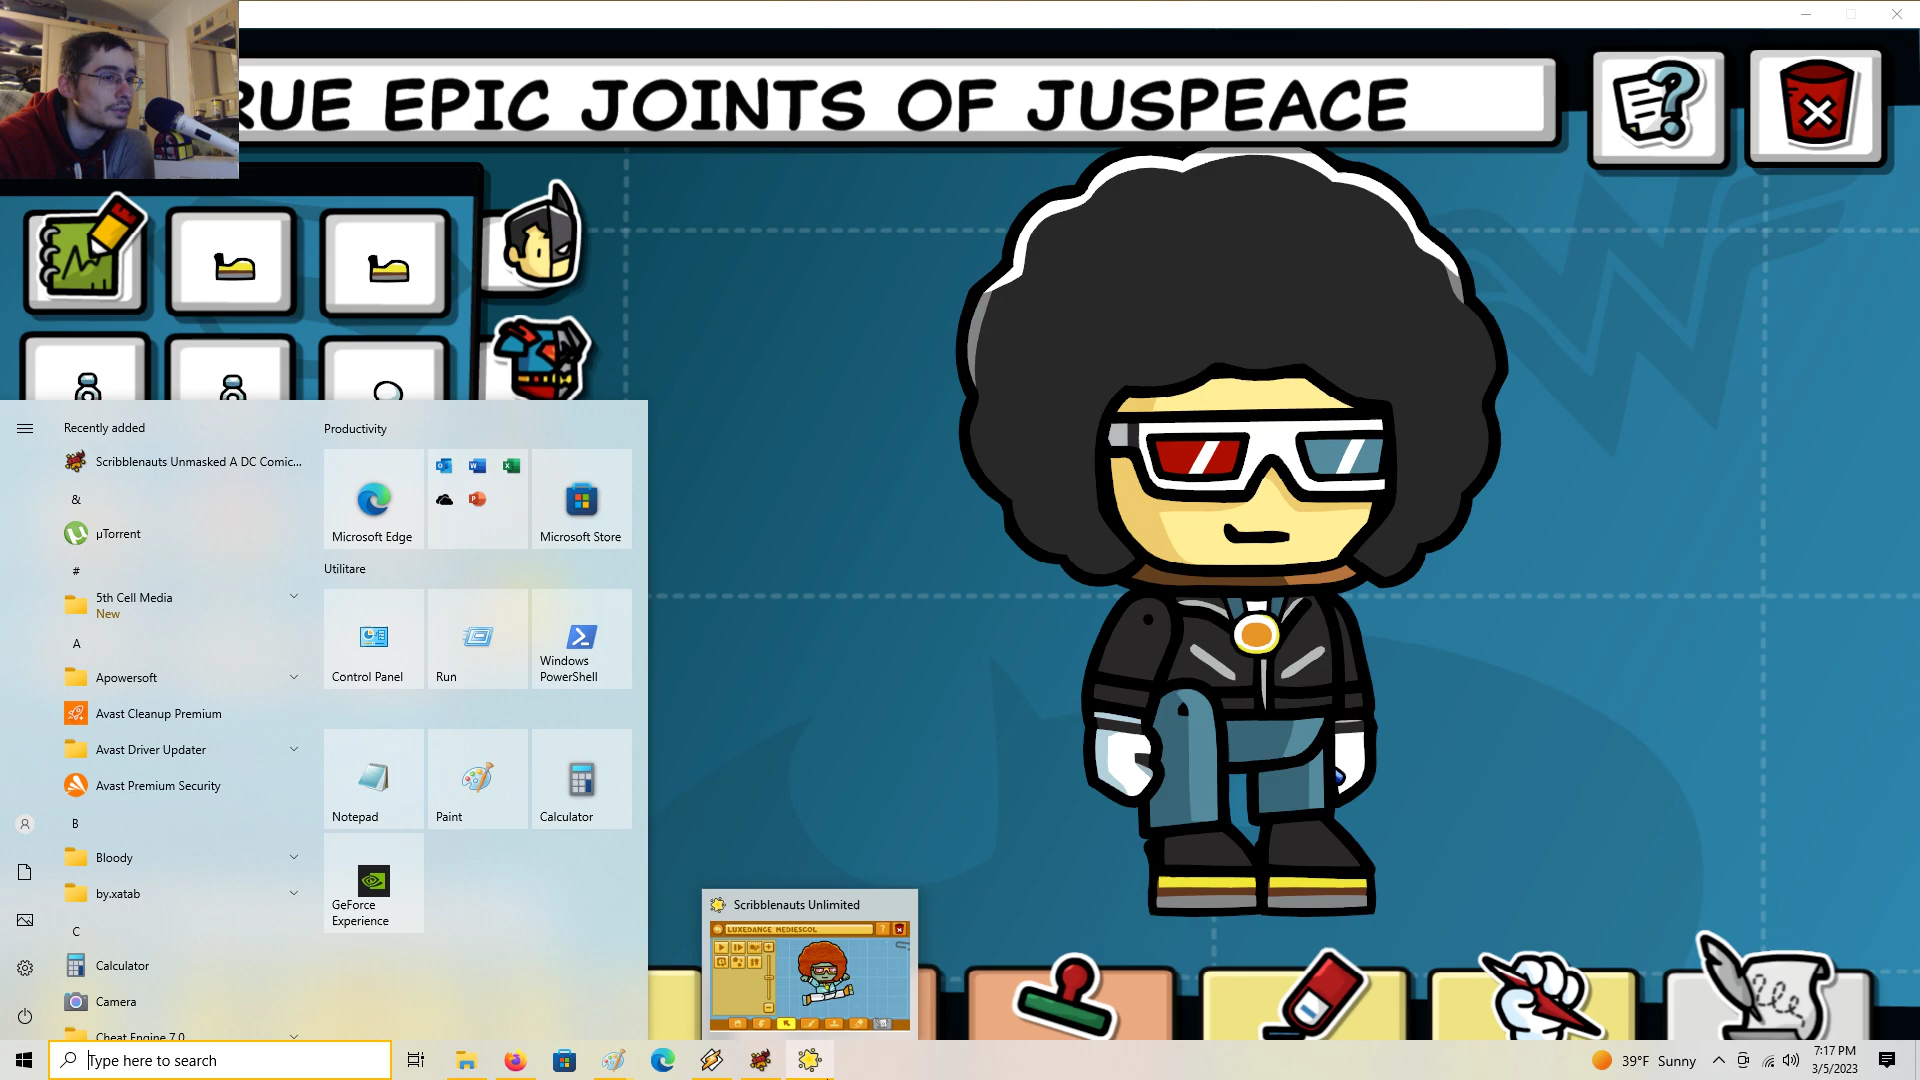 RUE EPIC JOINTS OF JUSPEACE
Recently added
Scribblenauts Unmasked A DC Comic...
&
µTorrent
#
5th Cell Media
New
A
Apowersoft
Avast Cleanup Premium
Avast Driver Updater
Avast Premium Security
B
Bloody
by.xatab
C
Calculator
Camera
Cheat Engine 7.0
Productivity
Microsoft Edge
Microsoft Store
Utilitare
Control Panel
Run
Windows
PowerShell
Notepad
Paint
Calculator
GeForce
Experience
Scribblenauts Unlimited
LUXEDANCE MEDIESCOL
Type here to search
39°F Sunny
7:17 PM
3/5/2023